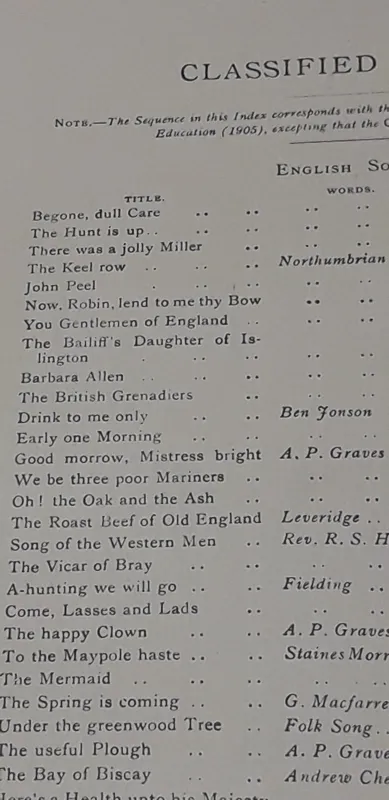 CLASSIFIED
NOTE.—The Sequence in this Index corresponds with
Education (1905), excepting that the
ENGLISH
TITLE. WORDS.
Begone, dull Care .. .. .. ..
The Hunt is up.. .. .. .. ..
There was a jolly Miller .. .. ..
The Keel row .. .. .. Northumbrian
John Peel . .. .. .. ..
Now, Robin, lend to me thy Bow .. ..
You Gentlemen of England .. .. ..
The Bailiff's Daughter of Is-
lington . .. .. .. ..
Barbara Allen .. .. .. .. ..
The British Grenadiers .. .. .. ..
Drink to me only .. .. Ben Jonson
Early one Morning .. .. .. ..
Good morrow, Mistress bright A. P. Graves
We be three poor Mariners .. .. ..
Oh! the Oak and the Ash .. .. ..
The Roast Beef of Old England Leveridge ..
Song of the Western Men .. Rev. R. S.
The Vicar of Bray .. .. .. ..
A-hunting we will go .. .. Fielding ..
Come, Lasses and Lads .. .. ..
The happy Clown .. .. A. P. Graves
To the Maypole haste .. .. Staines
The Mermaid .. .. .. .. ..
The Spring is coming .. .. G. Macfarre
Under the greenwood Tree .. Folk Song ..
The useful Plough .. .. A. P. Grave
The Bay of Biscay .. .. Andrew
Here's a Health unto his Majesty